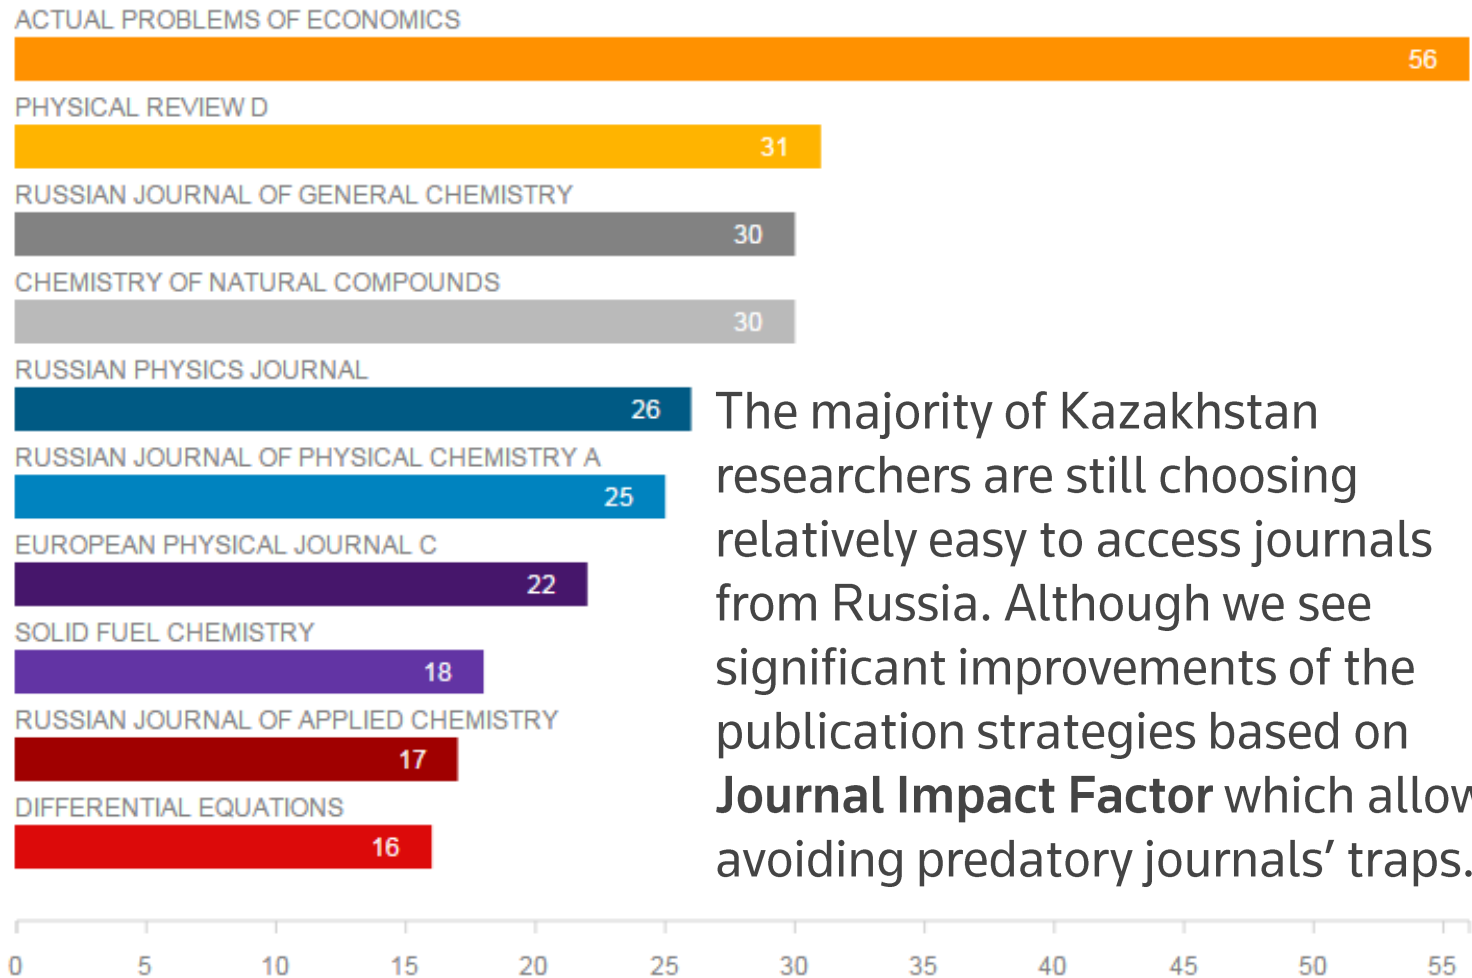 ACTUAL PROBLEMS OF ECONOMICS
56
PHYSICAL REVIEW D
31
RUSSIAN JOURNAL OF GENERAL CHEMISTRY
30
CHEMISTRY OF NATURAL COMPOUNDS
30
RUSSIAN PHYSICS JOURNAL
26
RUSSIAN JOURNAL OF PHYSICAL CHEMISTRY A
25
EUROPEAN PHYSICAL JOURNAL C
22
SOLID FUEL CHEMISTRY
18
RUSSIAN JOURNAL OF APPLIED CHEMISTRY
17
DIFFERENTIAL EQUATIONS
16
The majority of Kazakhstan
researchers are still choosing
relatively easy to access journals
from Russia. Although we see
significant improvements of the
publication strategies based on
Journal Impact Factor which allow
avoiding predatory journals’ traps.
0 5 10 15 20 25 30 35 40 45 50 55